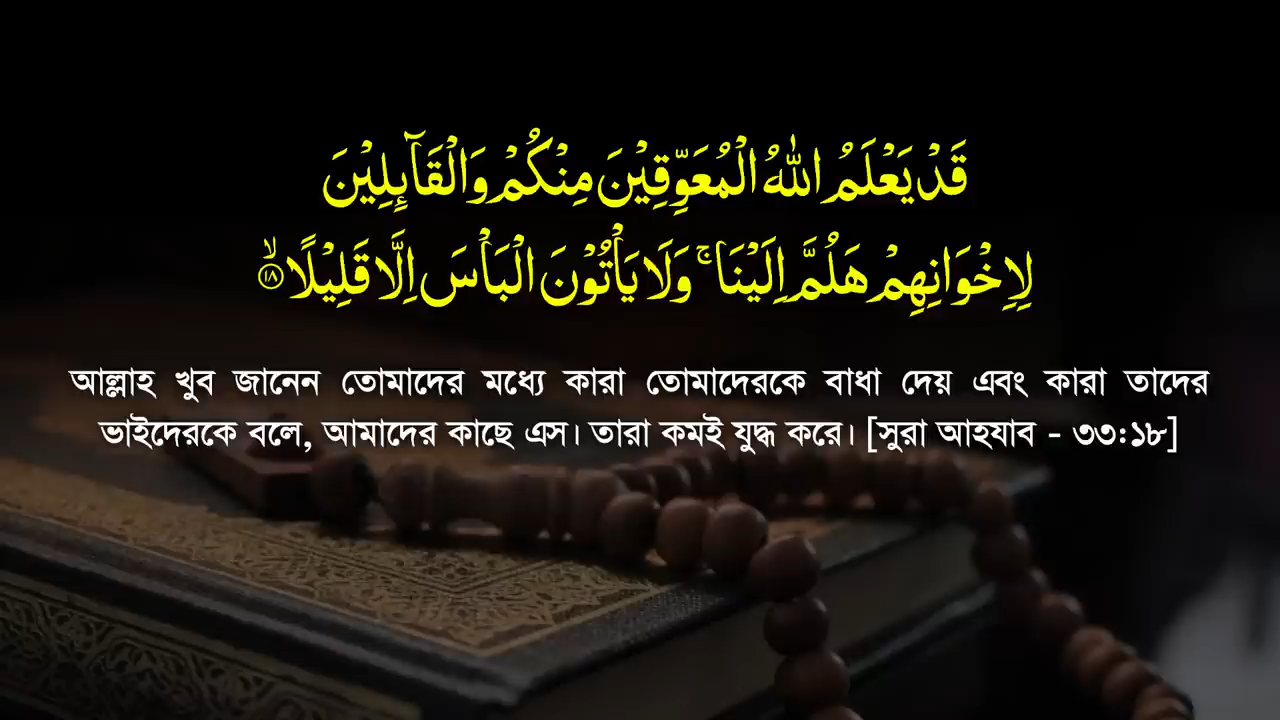 قَدْ يَعْلَمُ اللّٰهُ الْمُعَوِّقِيْنَ مِنْكُمْ وَالْقَآىِٕلِيْنَ
لِاِخْوَانِهِمْ هَلُمَّ اِلَيْنَا ۚ وَلَا يَأْتُوْنَ الْبَأْسَ اِلَّا قَلِيْلًا ۙ۱۸
আল্লাহ খুব জানেন তোমাদের মধ্যে কারা তোমাদেরকে বাধা দেয় এবং কারা তাদের
ভাইদেরকে বলে, আমাদের কাছে এস। তারা কমই যুদ্ধ করে। [সুরা আহযাব - ৩৩:১৮]